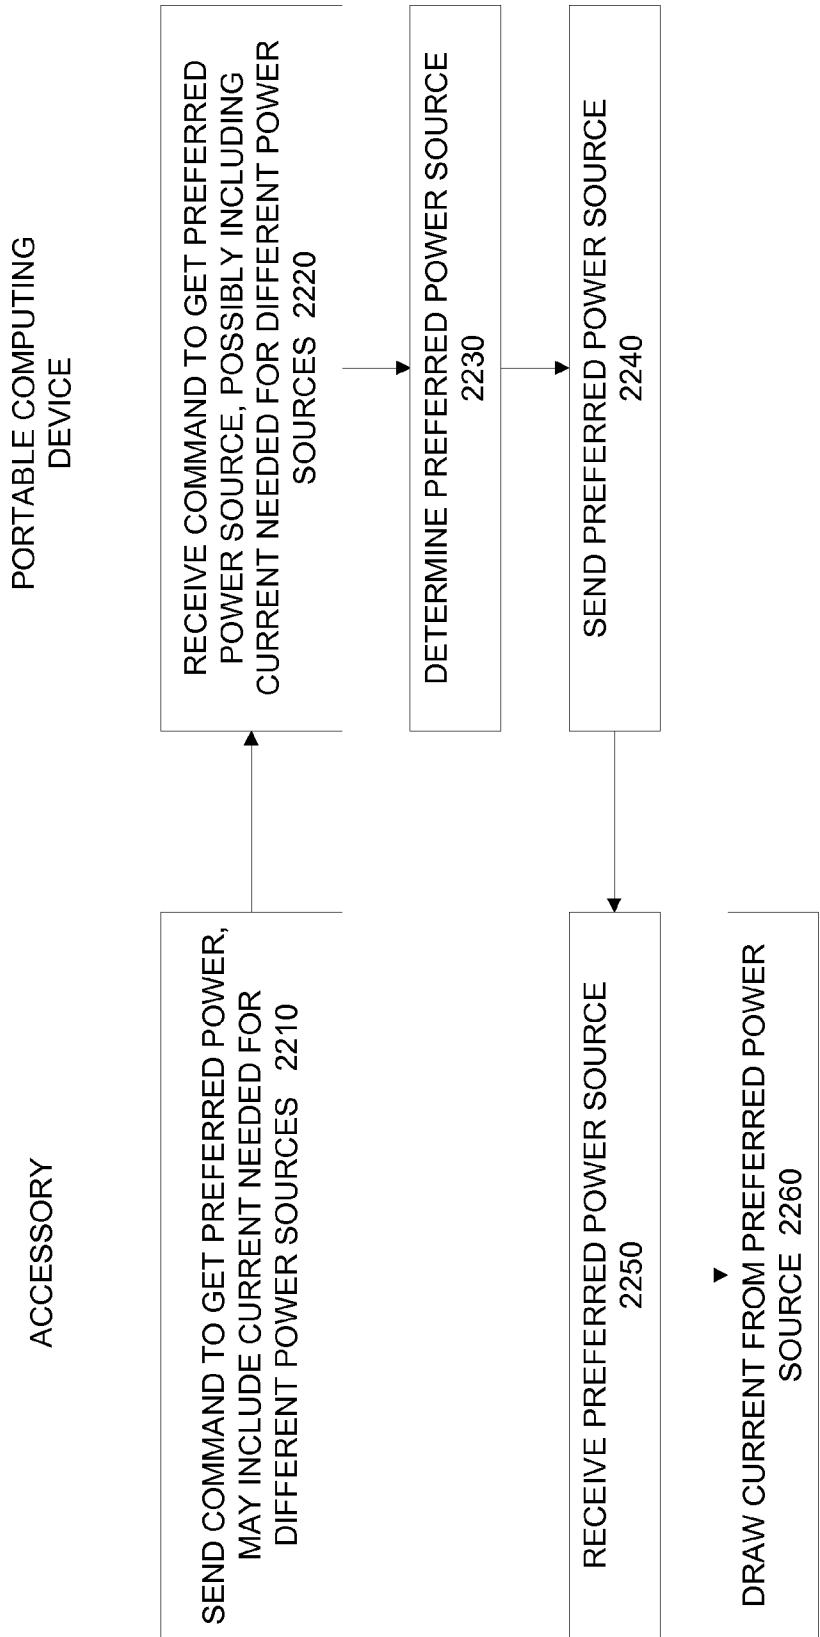 ACCESSORY
PORTABLE COMPUTING
DEVICE
SEND COMMAND TO GET PREFERRED POWER,
MAY INCLUDE CURRENT NEEDED FOR
DIFFERENT POWER SOURCES 2210
RECEIVE COMMAND TO GET PREFERRED
POWER SOURCE, POSSIBLY INCLUDING
CURRENT NEEDED FOR DIFFERENT POWER
SOURCES 2220
DETERMINE PREFERRED POWER SOURCE
2230
SEND PREFERRED POWER SOURCE
2240
RECEIVE PREFERRED POWER SOURCE
2250
DRAW CURRENT FROM PREFERRED POWER
SOURCE 2260